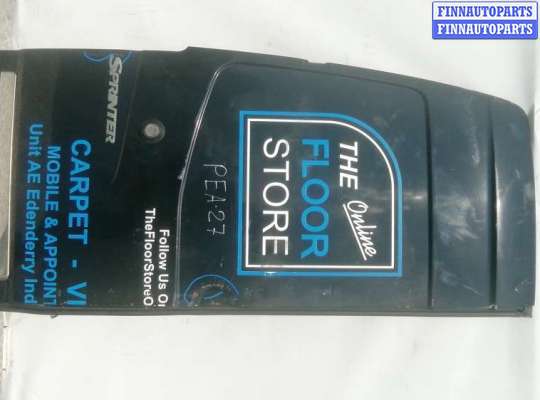 FINNAUTOPARTS
FINNAUTOPARTS
SPRINTER
THE Online
FLOOR
STORE
PEA27
Follow Us On
TheFloorStoreO
CARPET - VI
MOBILE & APPOINT
Unit AE Edenderry Ind